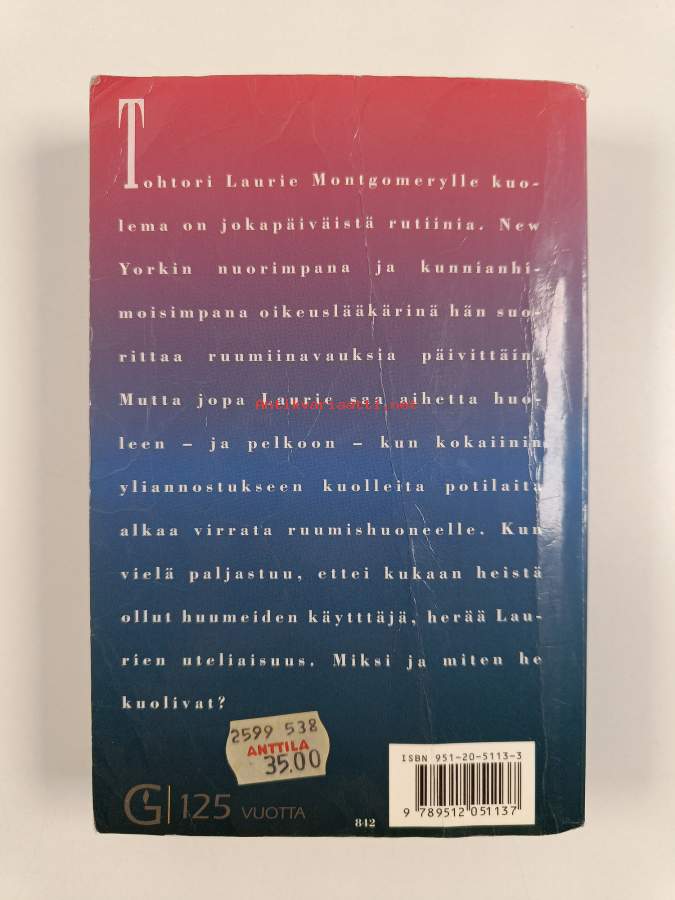 Tohtori Laurie Montgomerylle kuo-
lema on jokapäiväistä rutiinia. New
Yorkin nuorimpana ja kunnianhi-
moisimpana oikeuslääkärinä hän suo-
rittaa ruumiinavauksia päivittäin.
Mutta jopa Laurie saa aihetta huo-
Antikvariaatti.net
leen – ja pelkoon – kun kokaiinin
yliannostukseen kuolleita potilaita
alkaa virrata ruumishuoneelle. Kun
vielä paljastuu, ettei kukaan heistä
ollut huumeiden käytttäjä, herää Lau-
rien uteliaisuus. Miksi ja miten he
kuolivat?
2599 538
ANTTILA
35.00
ISBN 951-20-5113-3
9 789512 051137
G 125 VUOTTA
842